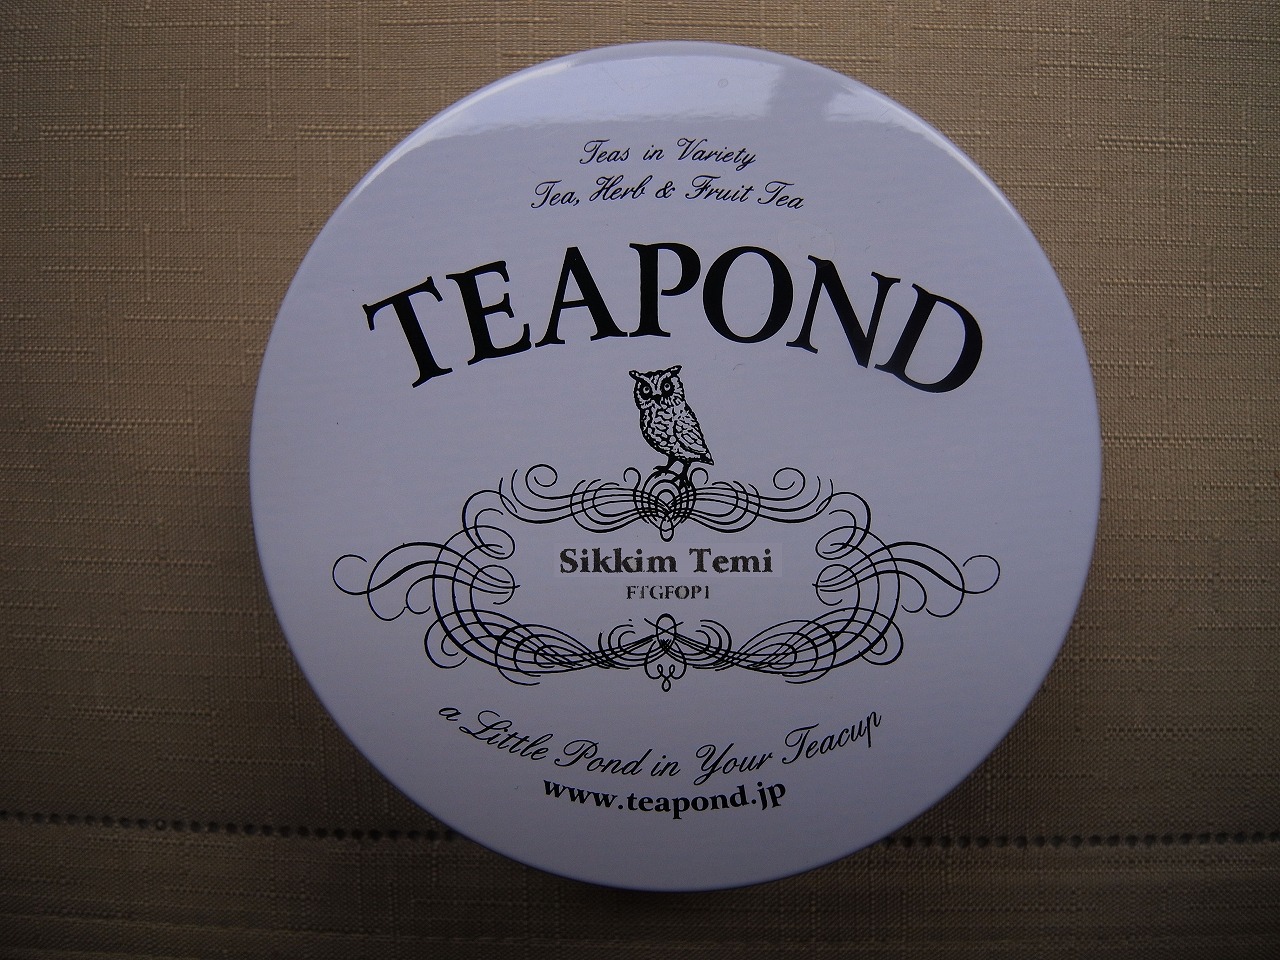 Teas in Variety
Tea, Herb & Fruit Tea
TEAPOND
Sikkim Temi
FTGFOP1
a Little Pond in Your Teacup
www.teapond.jp